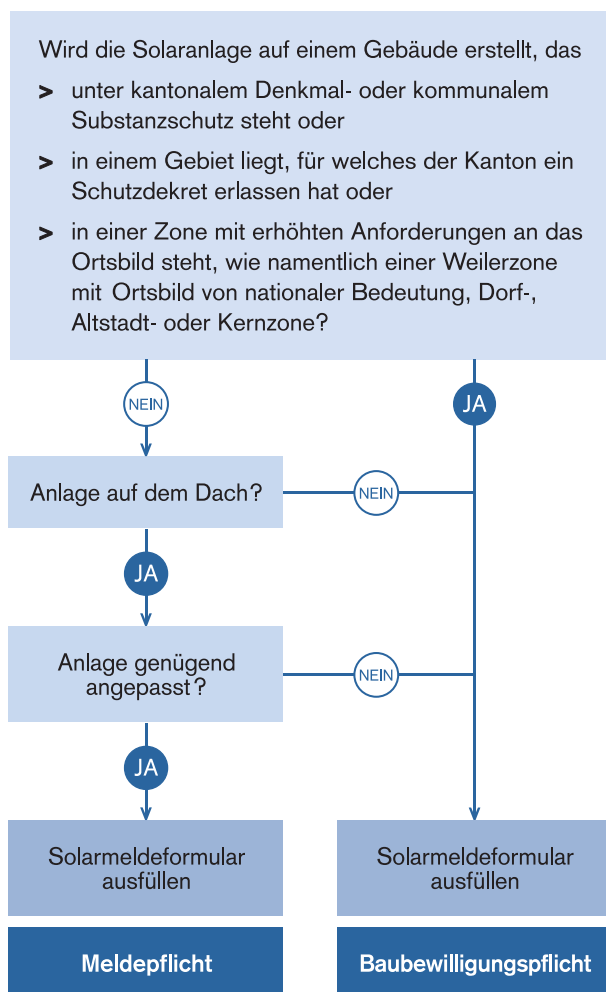 Wird die Solaranlage auf einem Gebäude erstellt, das
> unter kantonalem Denkmal- oder kommunalem
Substanzschutz steht oder
> in einem Gebiet liegt, für welches der Kanton ein
Schutzdekret erlassen hat oder
> in einer Zone mit erhöhten Anforderungen an das
Ortsbild steht, wie namentlich einer Weilerzone
mit Ortsbild von nationaler Bedeutung, Dorf-,
Altstadt- oder Kernzone?
NEIN
JA
Anlage auf dem Dach?
NEIN
JA
Anlage genügend
angepasst?
NEIN
JA
Solarmeldeformular
ausfüllen
Solarmeldeformular
ausfüllen
Meldepflicht
Baubewilligungspflicht